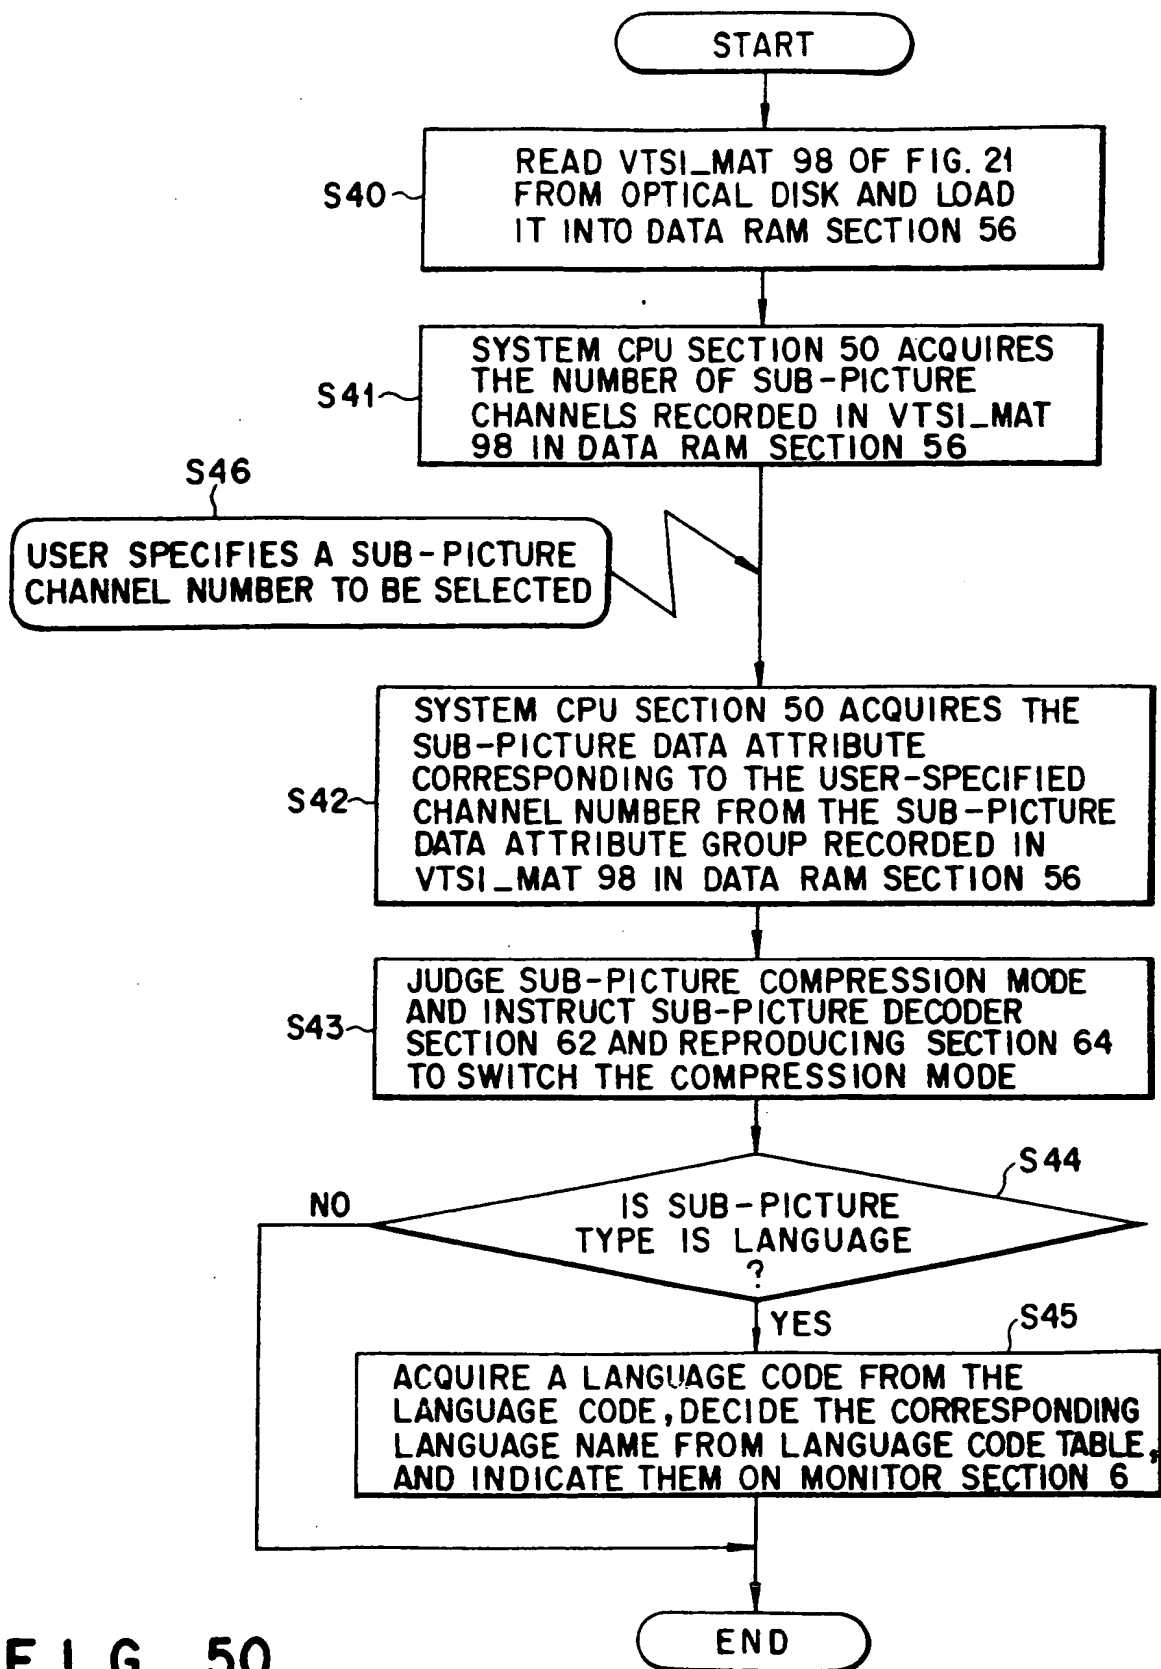 START
S40
READ VTSI_MAT 98 OF FIG. 21
FROM OPTICAL DISK AND LOAD
IT INTO DATA RAM SECTION 56
S41
SYSTEM CPU SECTION 50 ACQUIRES
THE NUMBER OF SUB-PICTURE
CHANNELS RECORDED IN VTSI_MAT
98 IN DATA RAM SECTION 56
S46
USER SPECIFIES A SUB-PICTURE
CHANNEL NUMBER TO BE SELECTED
S42
SYSTEM CPU SECTION 50 ACQUIRES THE
SUB-PICTURE DATA ATTRIBUTE
CORRESPONDING TO THE USER-SPECIFIED
CHANNEL NUMBER FROM THE SUB-PICTURE
DATA ATTRIBUTE GROUP RECORDED IN
VTSI_MAT 98 IN DATA RAM SECTION 56
S43
JUDGE SUB-PICTURE COMPRESSION MODE
AND INSTRUCT SUB-PICTURE DECODER
SECTION 62 AND REPRODUCING SECTION 64
TO SWITCH THE COMPRESSION MODE
S44
NO
IS SUB-PICTURE
TYPE IS LANGUAGE
?
YES
S45
ACQUIRE A LANGUAGE CODE FROM THE
LANGUAGE CODE, DECIDE THE CORRESPONDING
LANGUAGE NAME FROM LANGUAGE CODE TABLE,
AND INDICATE THEM ON MONITOR SECTION 6
END
FIG. 50